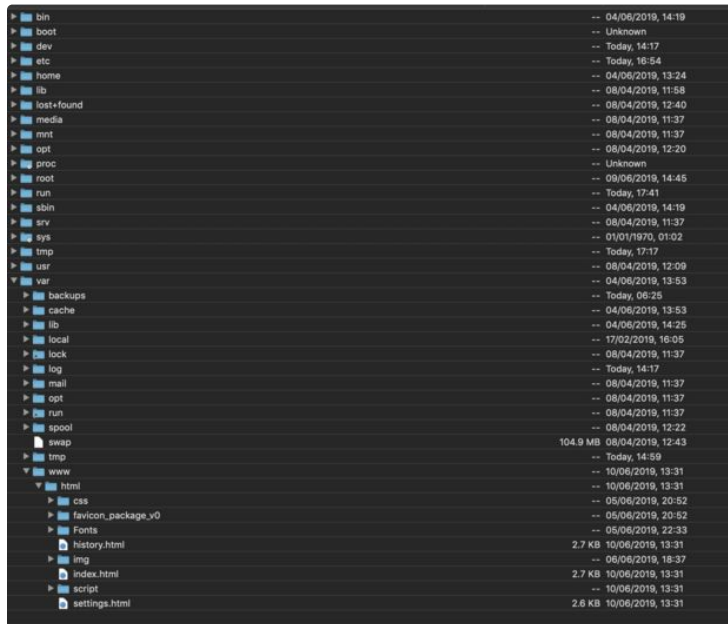 bin -- 04/06/2019, 14:19
boot -- Unknown
dev -- Today, 14:17
etc -- Today, 16:54
home -- 04/06/2019, 13:24
lib -- 08/04/2019, 11:58
lost+found -- 08/04/2019, 12:40
media -- 08/04/2019, 11:37
mnt -- 08/04/2019, 11:37
opt -- 08/04/2019, 12:20
proc -- Unknown
root -- 09/06/2019, 14:45
run -- Today, 17:41
sbin -- 04/06/2019, 14:19
srv -- 08/04/2019, 11:37
sys -- 01/01/1970, 01:02
tmp -- Today, 17:17
usr -- 08/04/2019, 12:09
var -- 04/06/2019, 13:53
backups -- Today, 06:25
cache -- 04/06/2019, 13:53
lib -- 04/06/2019, 14:25
local -- 17/02/2019, 16:05
lock -- 08/04/2019, 11:37
log -- Today, 14:17
mail -- 08/04/2019, 11:37
opt -- 08/04/2019, 11:37
run -- 08/04/2019, 11:37
spool -- 08/04/2019, 12:22
swap 104.9 MB 08/04/2019, 12:43
tmp -- Today, 14:59
www -- 10/06/2019, 13:31
html -- 10/06/2019, 13:31
css -- 05/06/2019, 20:52
favicon_package_v0 -- 05/06/2019, 20:52
Fonts -- 05/06/2019, 22:33
history.html 2.7 KB 10/06/2019, 13:31
img -- 06/06/2019, 18:37
index.html 2.7 KB 10/06/2019, 13:31
script -- 10/06/2019, 13:31
settings.html 2.6 KB 10/06/2019, 13:31